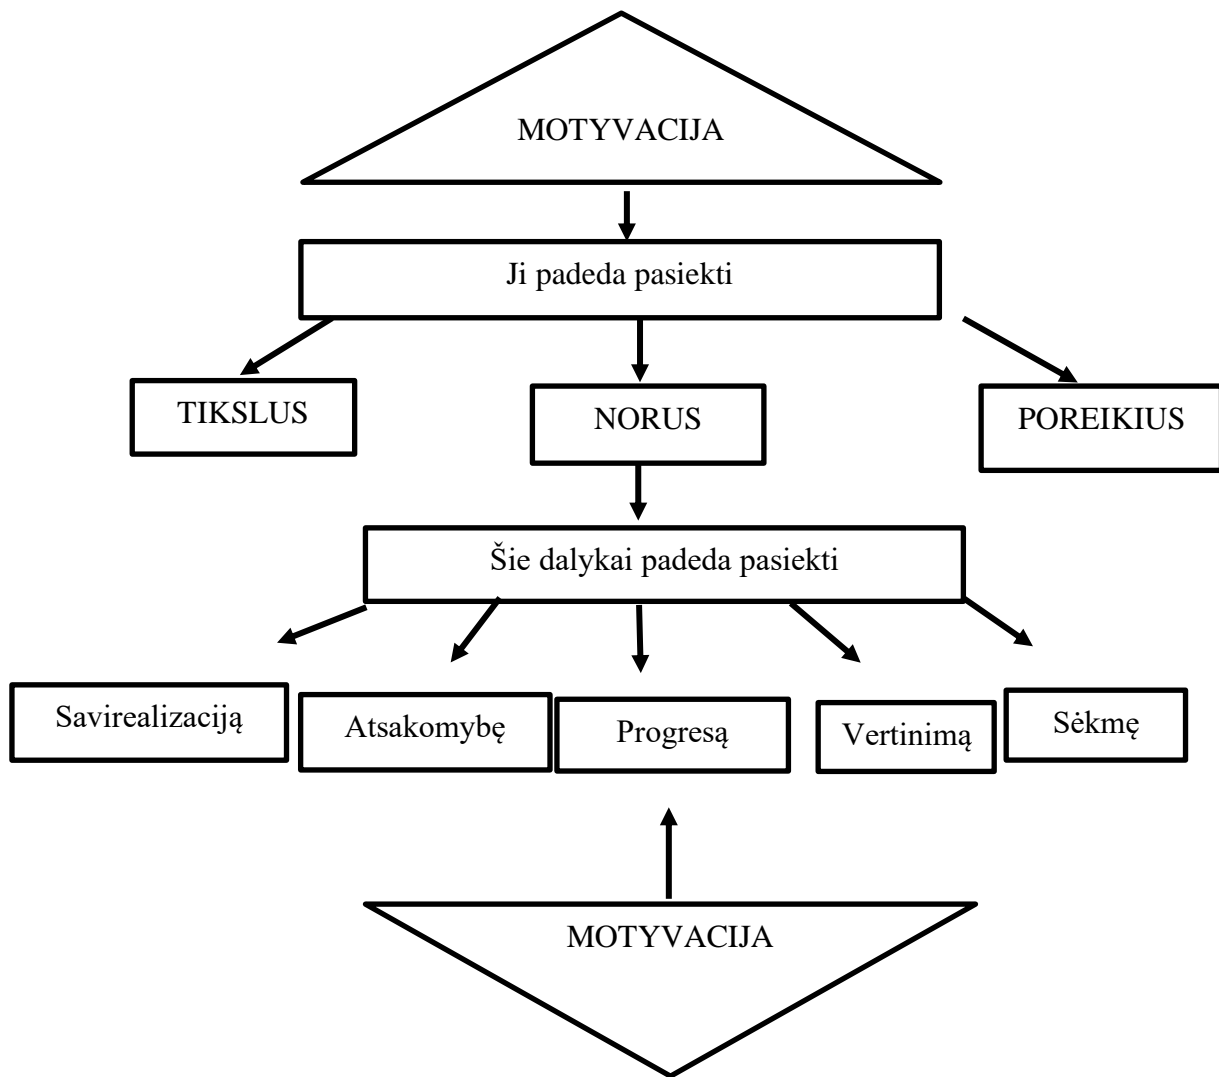 MOTYVACIJA
Ji padeda pasiekti
TIKSLUS
NORUS
POREIKIUS
Šie dalykai padeda pasiekti
Savirealizaciją
Atsakomybę
Progresą
Vertinimą
Sėkmę
MOTYVACIJA